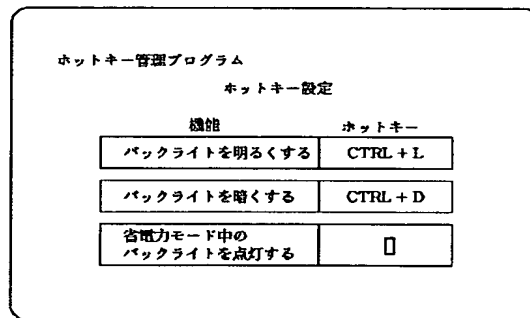 ホットキー管理プログラム
ホットキー設定
機能 ホットキー
バックライトを明るくする CTRL + L
バックライトを暗くする CTRL + D
省電力モード中の
バックライトを点灯する